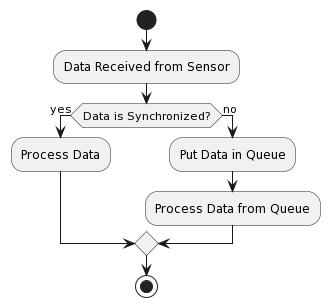 Data Received from Sensor
Data is Synchronized?
yes
no
Process Data
Put Data in Queue
Process Data from Queue